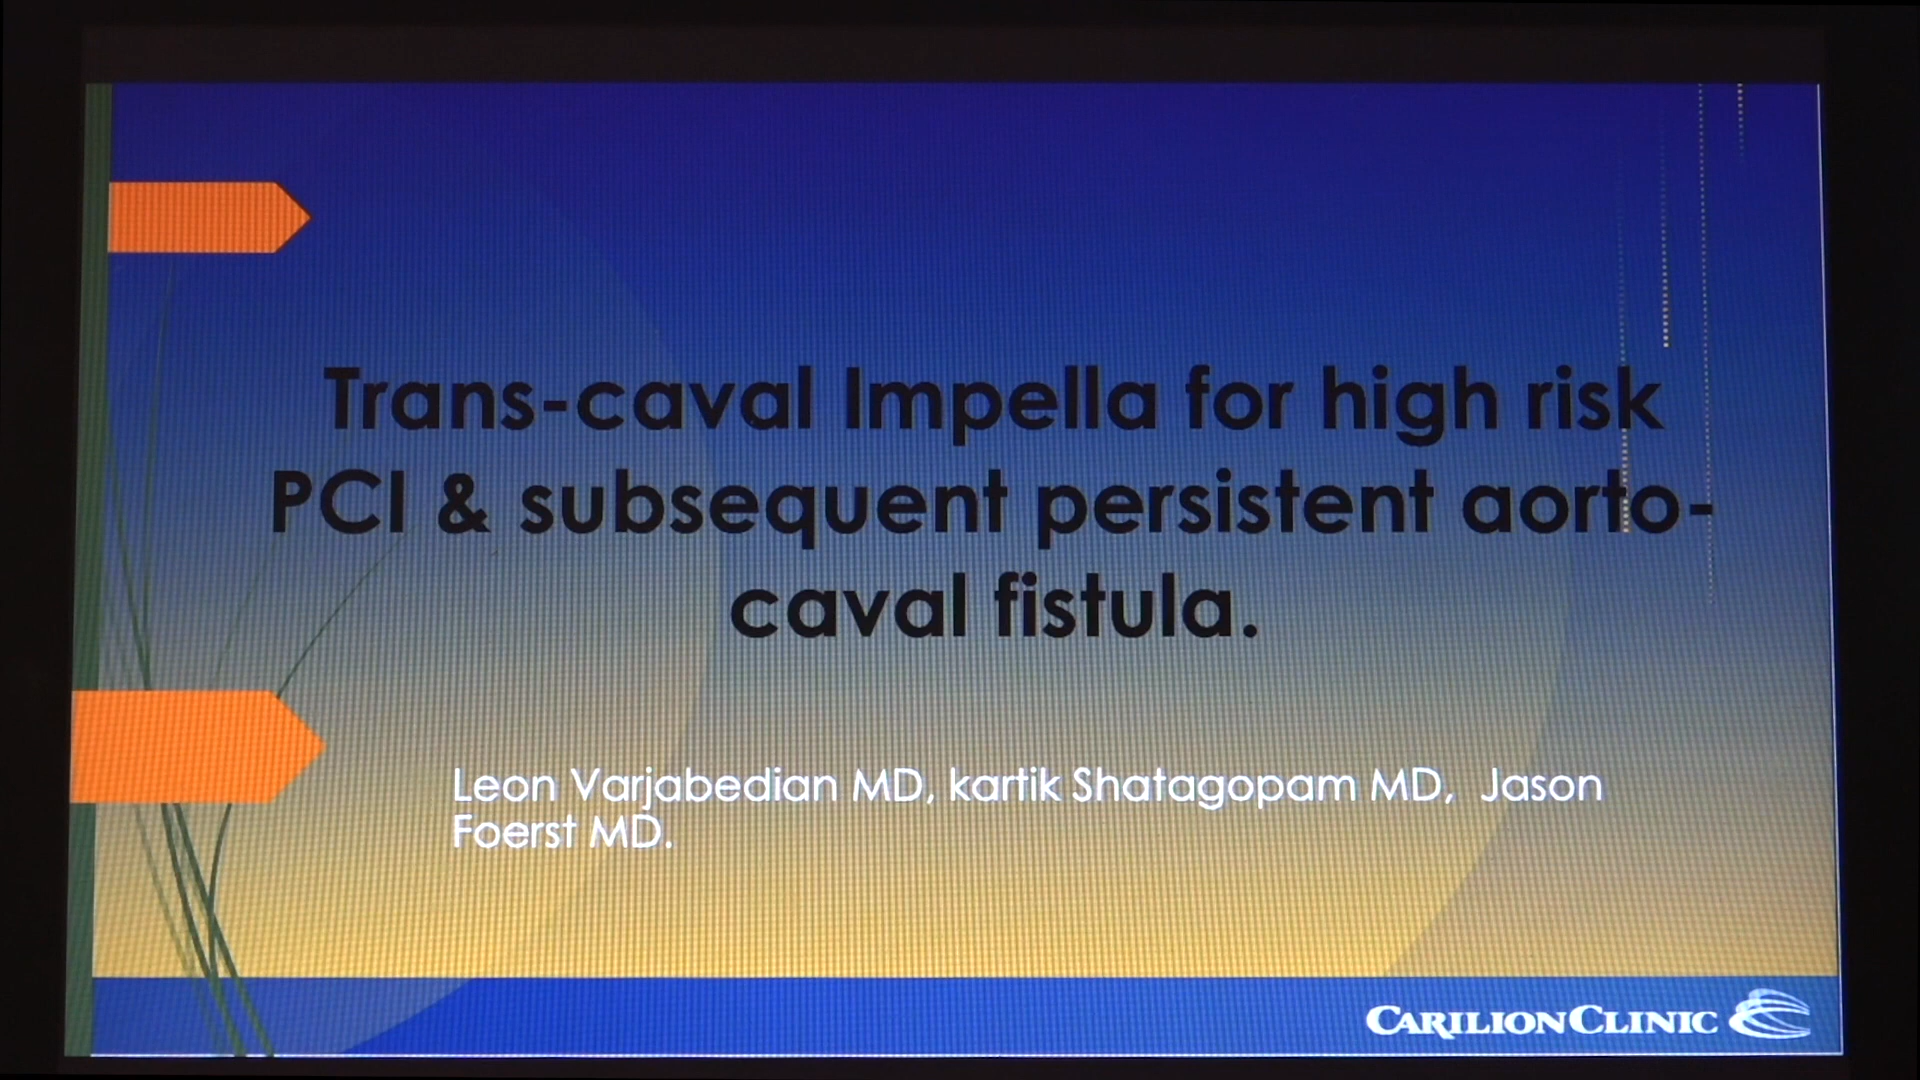 Trans-caval Impella for high risk
PCI & subsequent persistent aorto-
caval fistula.
Leon Varjabedian MD, kartik Shatagopam MD, Jason
Foerst MD.
CARILION CLINIC